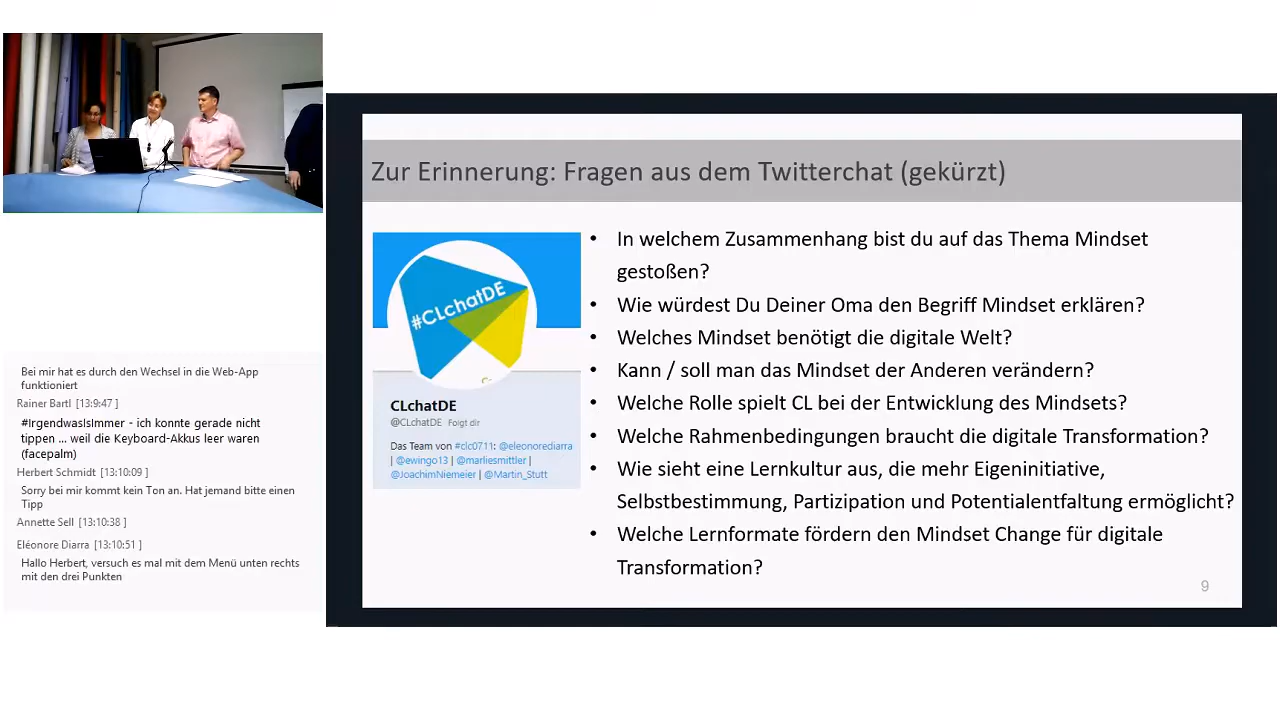 Zur Erinnerung: Fragen aus dem Twitterchat (gekürzt)
#CLchatDE
CLchatDE
@CLchatDE Folgt dir
Das Team von #clc0711: @eleonorediarra
| @ewingo13 | @marliesmittler |
@JoachimNiemeier | @Martin_Stutt
• In welchem Zusammenhang bist du auf das Thema Mindset
gestoßen?
• Wie würdest Du Deiner Oma den Begriff Mindset erklären?
• Welches Mindset benötigt die digitale Welt?
• Kann / soll man das Mindset der Anderen verändern?
• Welche Rolle spielt CL bei der Entwicklung des Mindsets?
• Welche Rahmenbedingungen braucht die digitale Transformation?
• Wie sieht eine Lernkultur aus, die mehr Eigeninitiative,
Selbstbestimmung, Partizipation und Potentialentfaltung ermöglicht?
• Welche Lernformate fördern den Mindset Change für digitale
Transformation?
9
Bei mir hat es durch den Wechsel in die Web-App
funktioniert
Rainer Bartl [13:9:47 ]
#IrgendwasIsImmer - ich konnte gerade nicht
tippen ... weil die Keyboard-Akkus leer waren
(facepalm)
Herbert Schmidt [13:10:09 ]
Sorry bei mir kommt kein Ton an. Hat jemand bitte einen
Tipp
Annette Sell [13:10:38 ]
Eléonore Diarra [13:10:51 ]
Hallo Herbert, versuch es mal mit dem Menü unten rechts
mit den drei Punkten